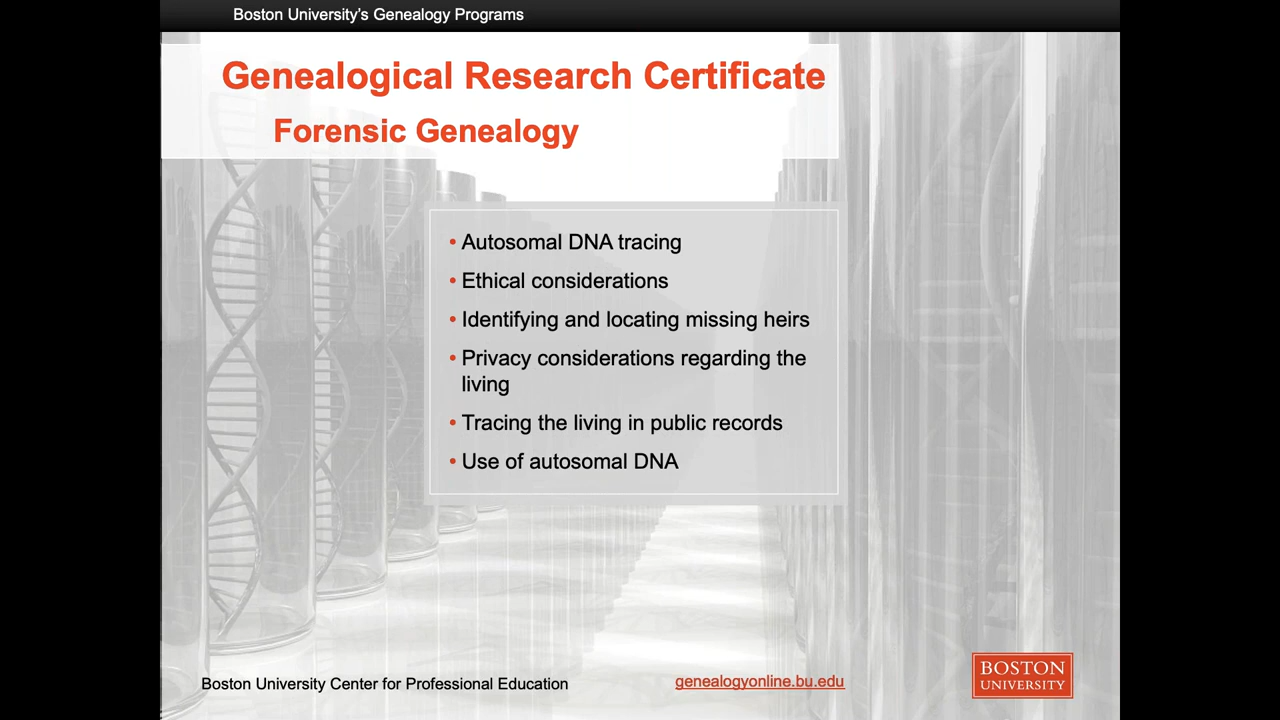 Boston University's Genealogy Programs
Genealogical Research Certificate
Forensic Genealogy
• Autosomal DNA tracing
• Ethical considerations
• Identifying and locating missing heirs
• Privacy considerations regarding the
living
• Tracing the living in public records
• Use of autosomal DNA
Boston University Center for Professional Education
genealogyonline.bu.edu
BOSTON
UNIVERSITY